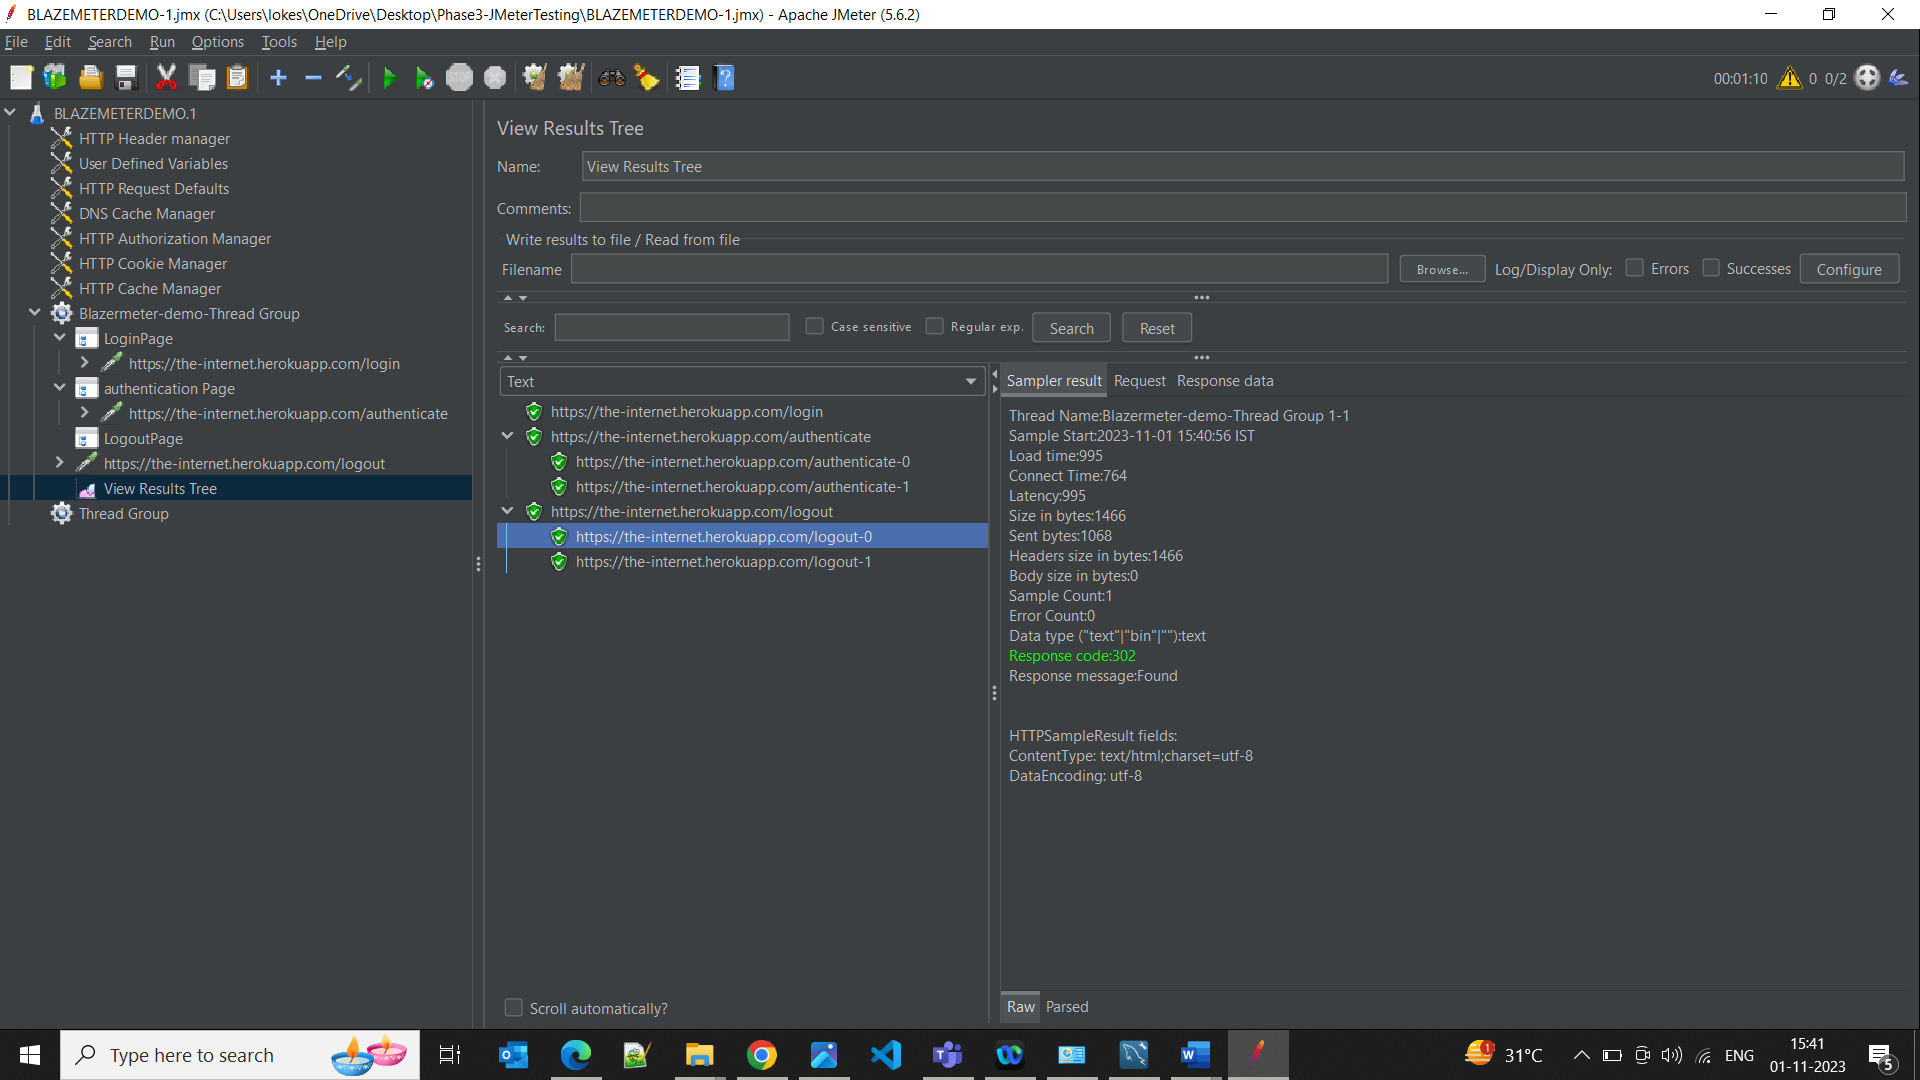 BLAZEMETERDEMO-1.jmx (C:\Users\lokes\OneDrive\Desktop\Phase3-JMeterTesting\BLAZEMETERDEMO-1.jmx) - Apache JMeter (5.6.2)
File Edit Search Run Options Tools Help
STOP
00:01:10 0 0/2
BLAZEMETERDEMO.1
HTTP Header manager
User Defined Variables
HTTP Request Defaults
DNS Cache Manager
HTTP Authorization Manager
HTTP Cookie Manager
HTTP Cache Manager
Blazermeter-demo-Thread Group
LoginPage
https://the-internet.herokuapp.com/login
authentication Page
https://the-internet.herokuapp.com/authenticate
LogoutPage
https://the-internet.herokuapp.com/logout
View Results Tree
Thread Group
View Results Tree
Name: View Results Tree
Comments:
Write results to file / Read from file
Filename Browse... Log/Display Only: Errors Successes Configure
Search: Case sensitive Regular exp. Search Reset
Text
https://the-internet.herokuapp.com/login
https://the-internet.herokuapp.com/authenticate
https://the-internet.herokuapp.com/authenticate-0
https://the-internet.herokuapp.com/authenticate-1
https://the-internet.herokuapp.com/logout
https://the-internet.herokuapp.com/logout-0
https://the-internet.herokuapp.com/logout-1
Scroll automatically?
Sampler result Request Response data
Thread Name:Blazermeter-demo-Thread Group 1-1
Sample Start:2023-11-01 15:40:56 IST
Load time:995
Connect Time:764
Latency:995
Size in bytes:1466
Sent bytes:1068
Headers size in bytes:1466
Body size in bytes:0
Sample Count:1
Error Count:0
Data type ("text"|"bin"|""):text
Response code:302
Response message:Found
HTTPSampleResult fields:
ContentType: text/html;charset=utf-8
DataEncoding: utf-8
Raw Parsed
Type here to search
1 31°C ENG
15:41
01-11-2023
5